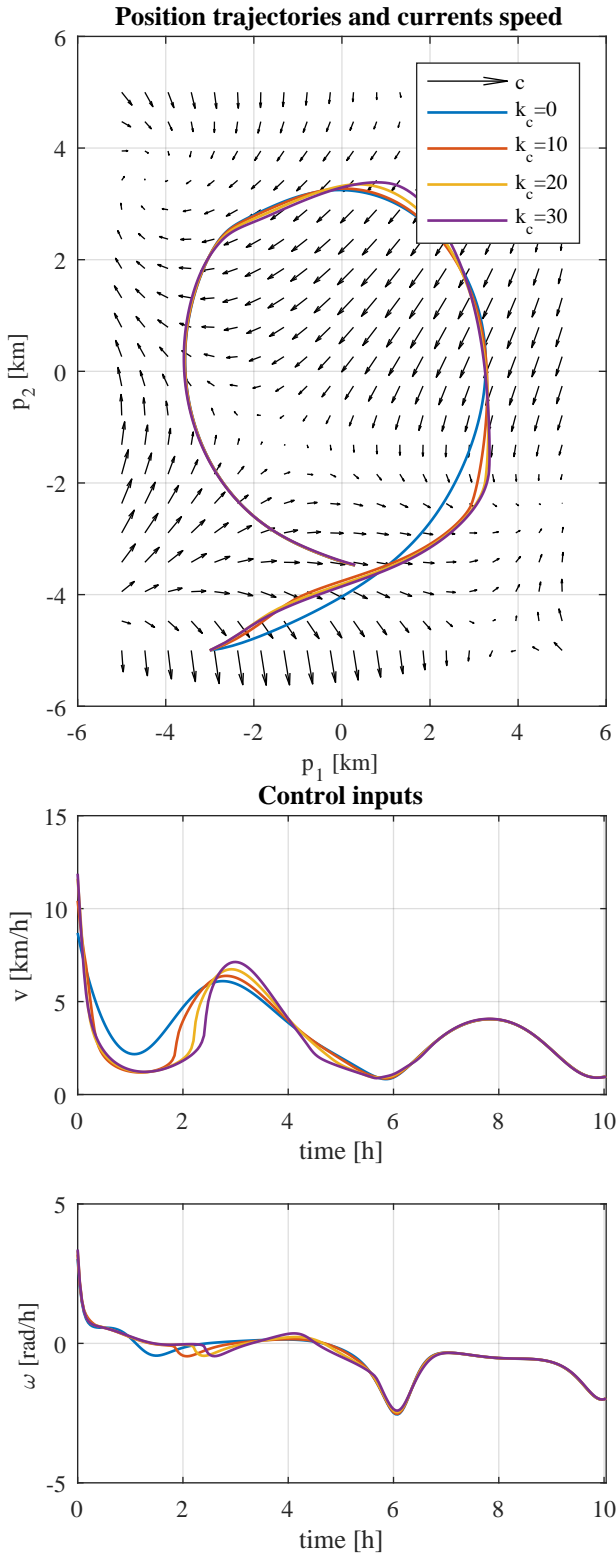 Position trajectories and currents speed
6
4
2
0
-2
-4
-6
p_2 [km]
c
k_c=0
k_c=10
k_c=20
k_c=30
-6 -4 -2 0 2 4 6
p_1 [km]
Control inputs
15
10
5
0
v [km/h]
0 2 4 6 8 10
time [h]
5
0
-5
ω [rad/h]
0 2 4 6 8 10
time [h]